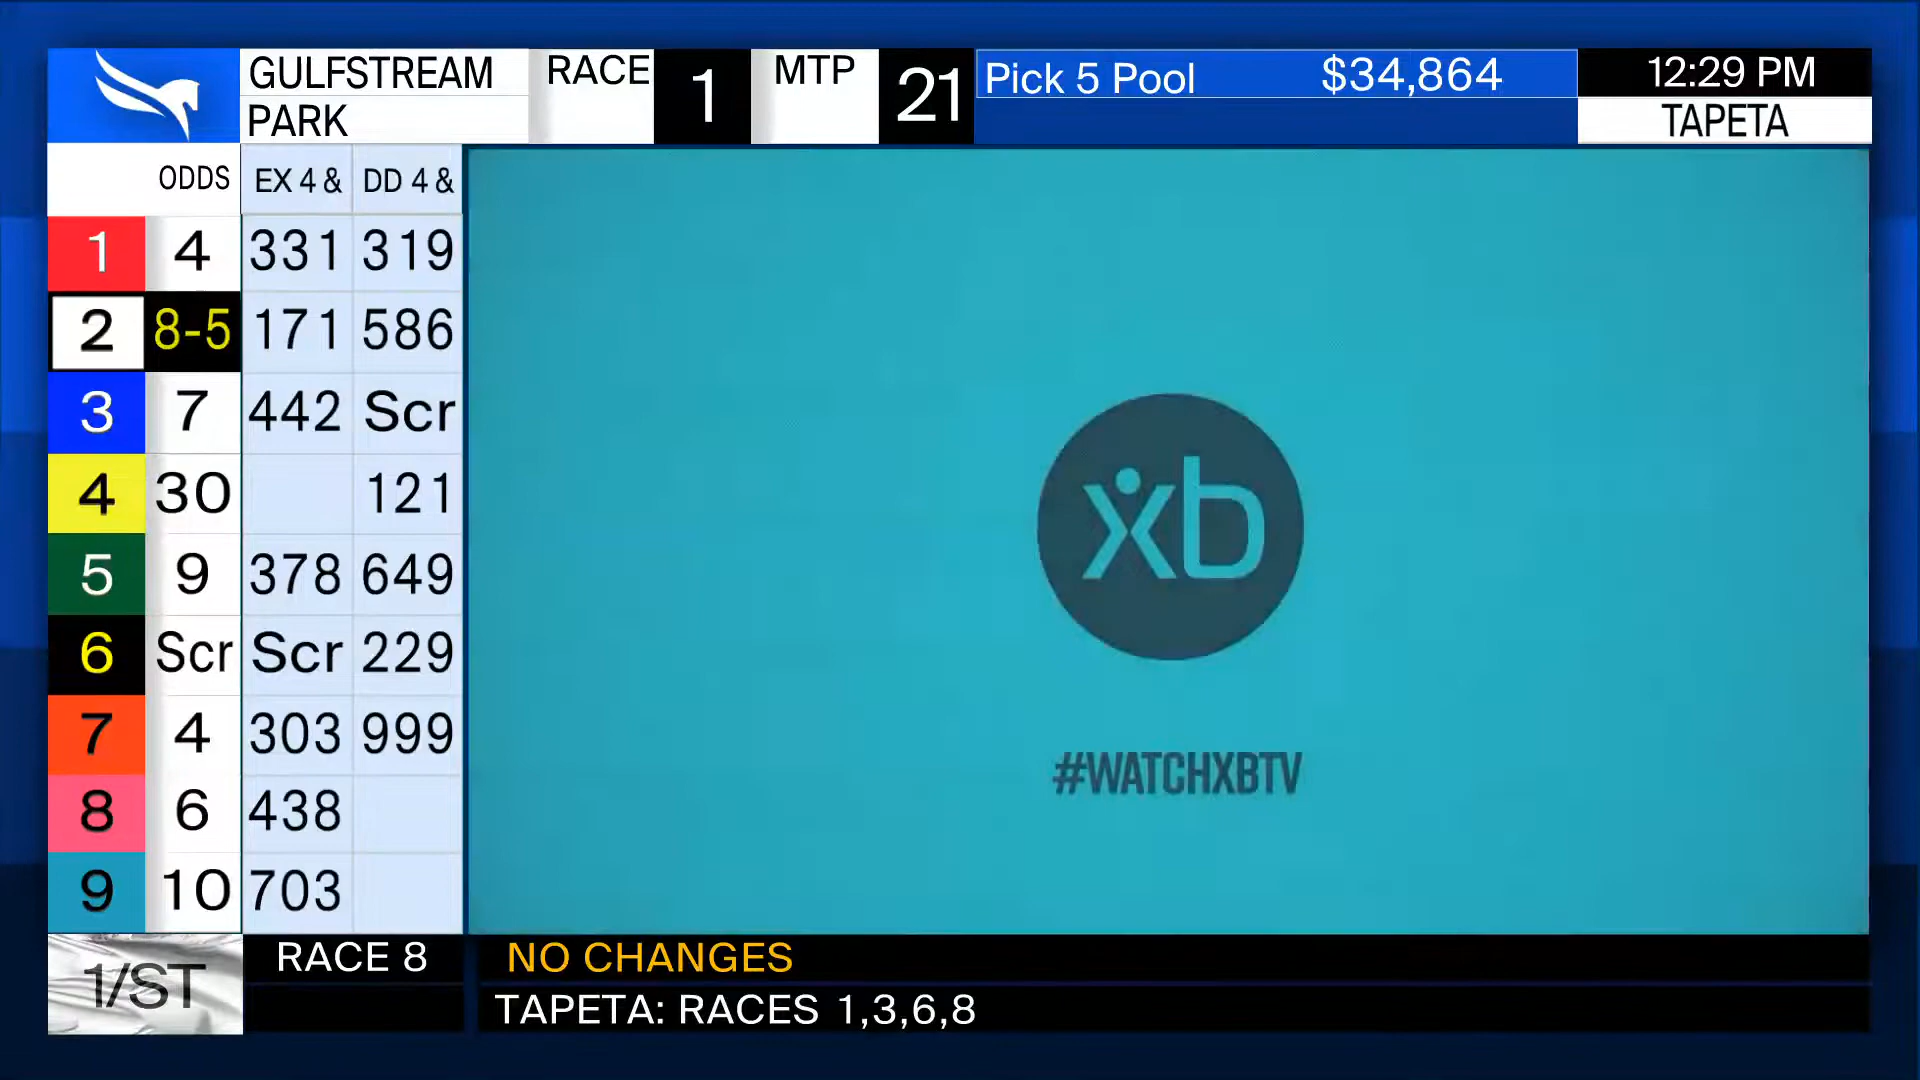 GULFSTREAM PARK
RACE 1 MTP 21
Pick 5 Pool $34,864
12:29 PM
TAPETA
ODDS EX 4 & DD 4 &
1 4 331 319
2 8-5 171 586
3 7 442 Scr
4 30 121
5 9 378 649
6 Scr Scr 229
7 4 303 999
8 6 438
9 10 703
xb
#WATCHXBTV
1/ST
RACE 8 NO CHANGES
TAPETA: RACES 1,3,6,8